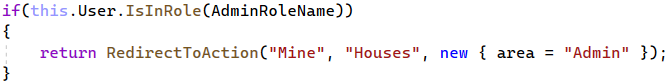 if(this.User.IsInRole(AdminRoleName))
{
    return RedirectToAction("Mine", "Houses", new { area = "Admin" });
}